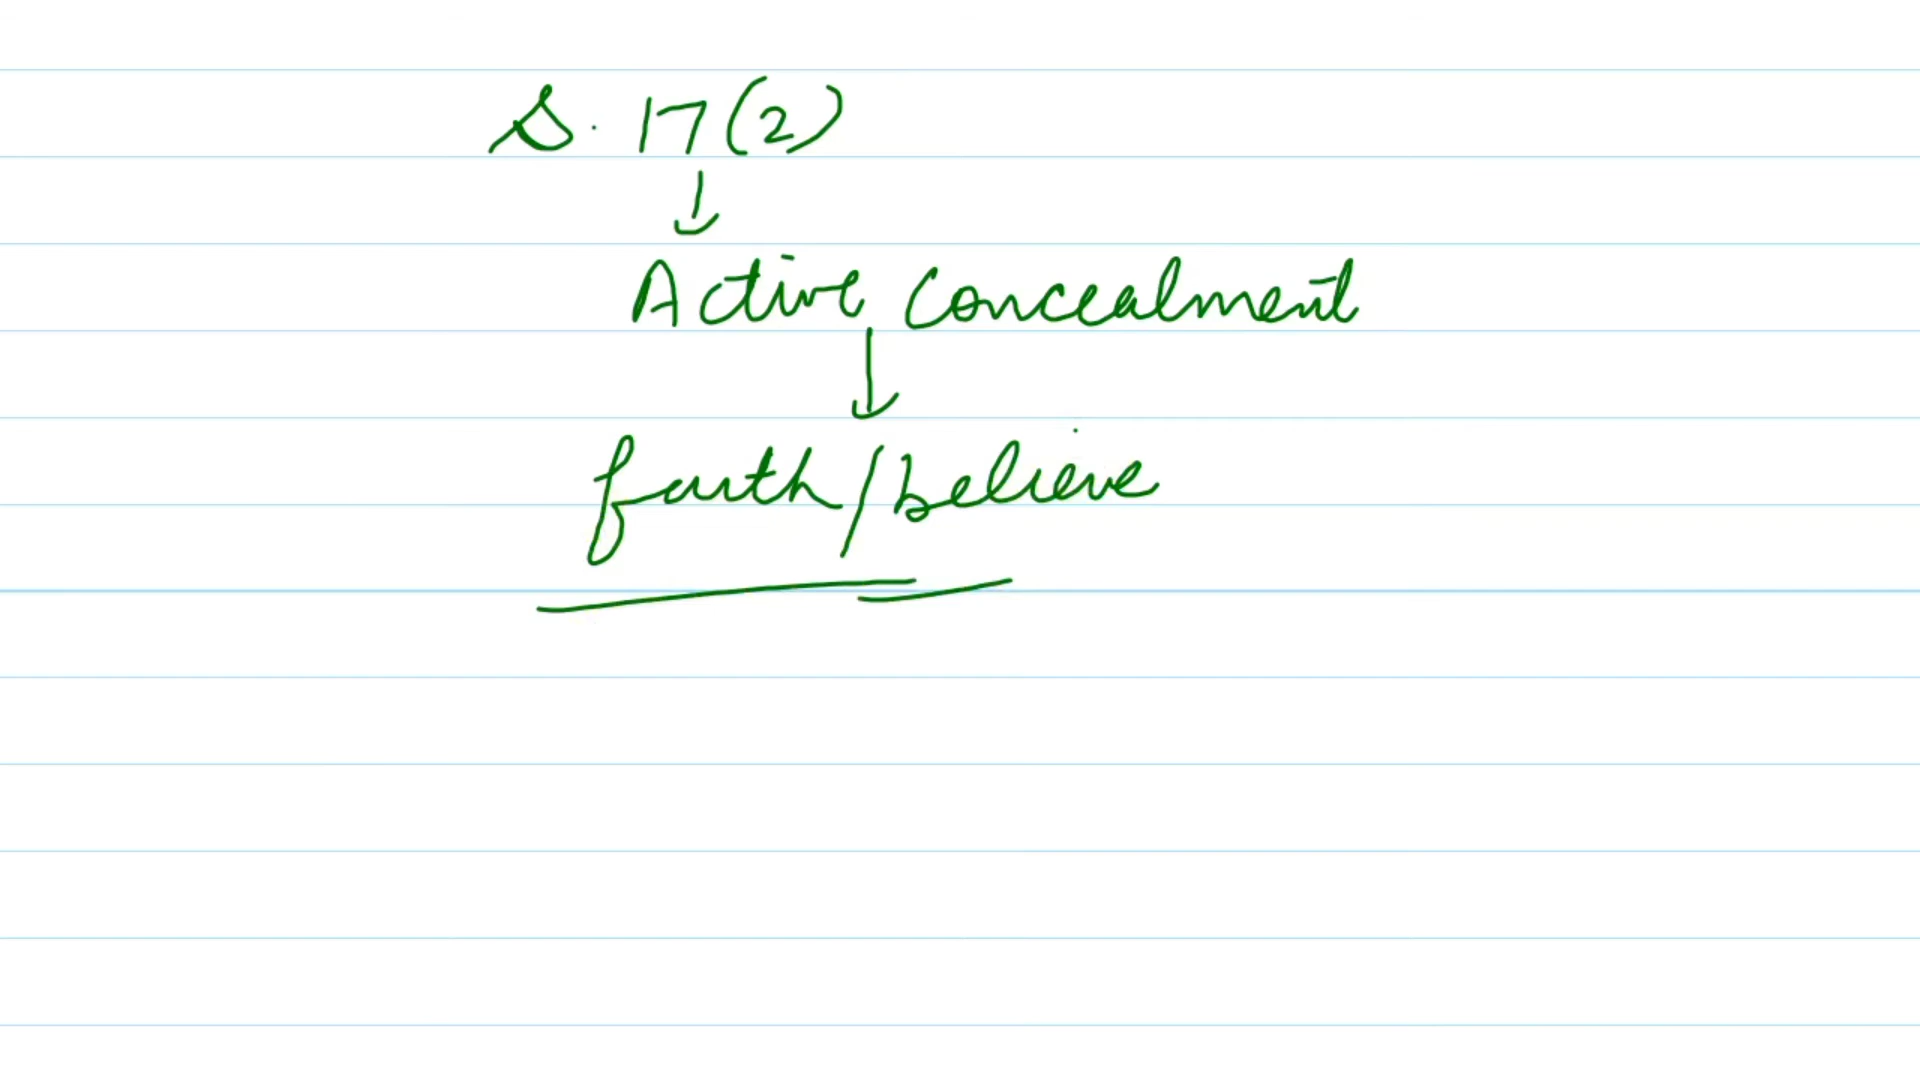 S. 17(2)
↓
Active Concealment
↓
faith/believe